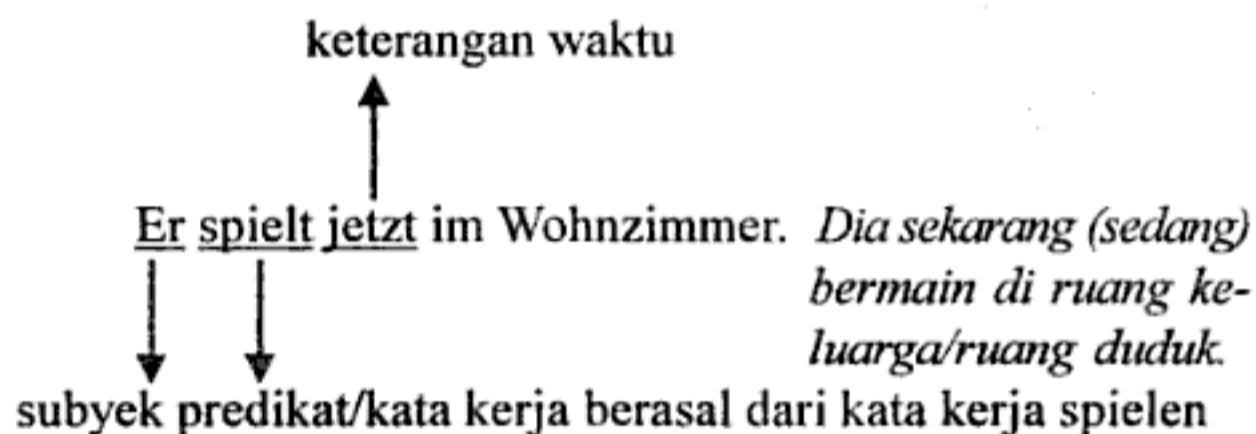 keterangan waktu
Er spielt jetzt im Wohnzimmer. Dia sekarang (sedang)
bermain di ruang ke-
luarga/ruang duduk.
subyek predikat/kata kerja berasal dari kata kerja spielen